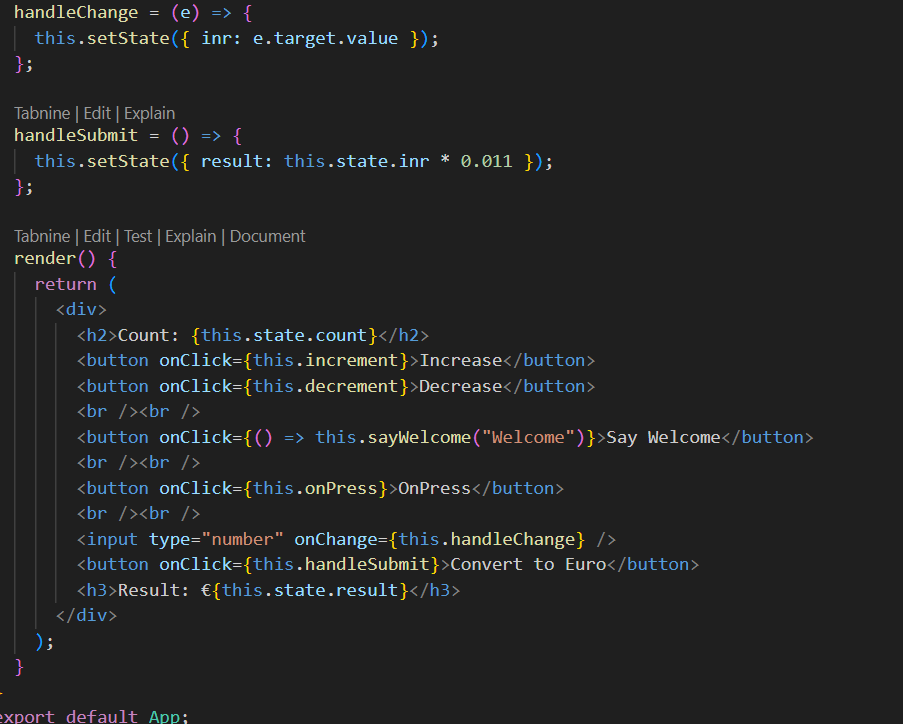 handleChange = (e) => {
this.setState({ inr: e.target.value });
};
Tabnine | Edit | Explain
handleSubmit = () => {
this.setState({ result: this.state.inr * 0.011 });
};
Tabnine | Edit | Test | Explain | Document
render() {
return (
<div>
<h2>Count: {this.state.count}</h2>
<button onClick={this.increment}>Increase</button>
<button onClick={this.decrement}>Decrease</button>
<br /><br />
<button onClick={() => this.sayWelcome("Welcome")}>Say Welcome</button>
<br /><br />
<button onClick={this.onPress}>OnPress</button>
<br /><br />
<input type="number" onChange={this.handleChange} />
<button onClick={this.handleSubmit}>Convert to Euro</button>
<h3>Result: €{this.state.result}</h3>
</div>
);
}
export default App;